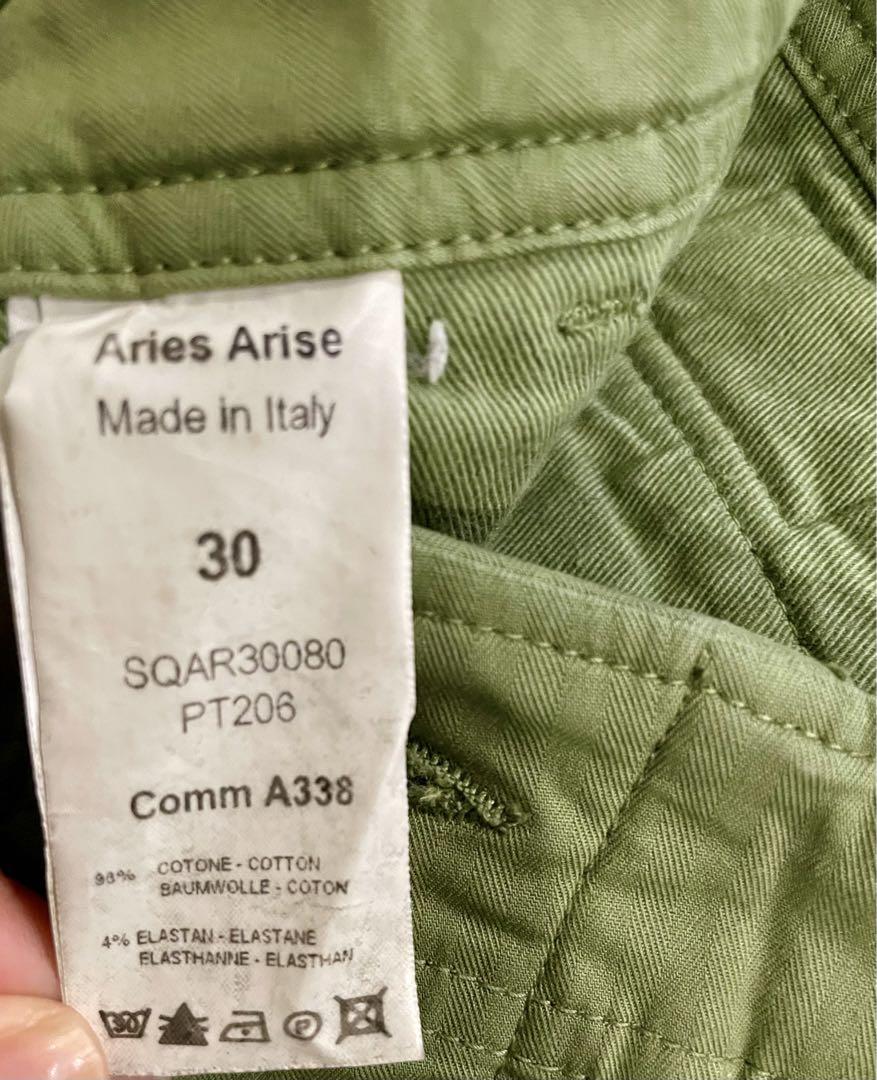 Aries Arise
Made in Italy
30
SQAR30080
PT206
Comm A338
COTONE - COTTON
BAUMWOLLE - COTON
4% ELASTAN - ELASTANE
ELASTHANNE - ELASTHAN
30 P